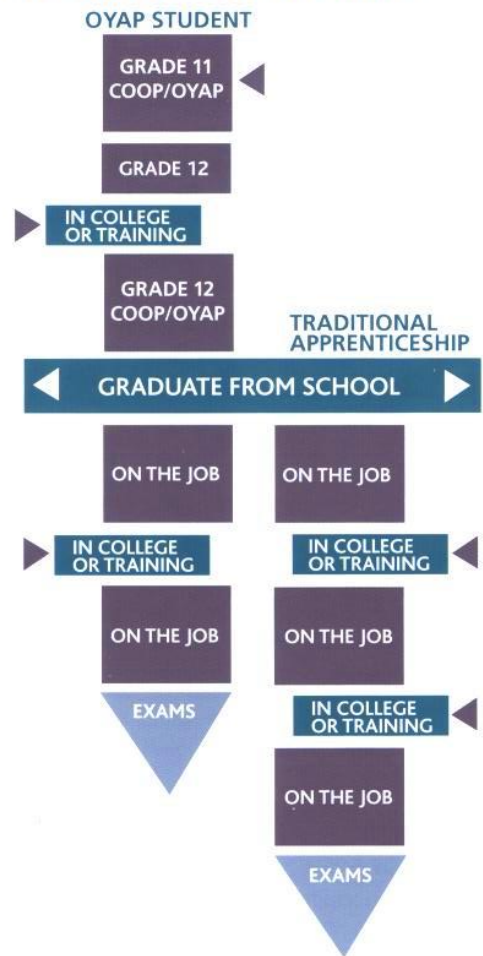 OYAP STUDENT
GRADE 11
COOP/OYAP
GRADE 12
IN COLLEGE
OR TRAINING
GRADE 12
COOP/OYAP
TRADITIONAL
APPRENTICESHIP
GRADUATE FROM SCHOOL
ON THE JOB
ON THE JOB
IN COLLEGE
OR TRAINING
IN COLLEGE
OR TRAINING
ON THE JOB
ON THE JOB
EXAMS
IN COLLEGE
OR TRAINING
ON THE JOB
EXAMS